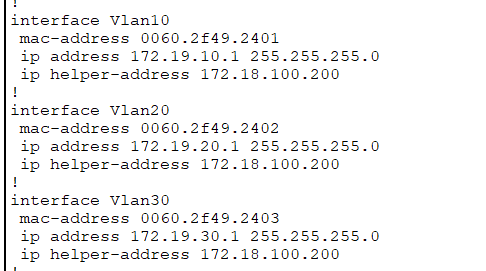 !
interface Vlan10
 mac-address 0060.2f49.2401
 ip address 172.19.10.1 255.255.255.0
 ip helper-address 172.18.100.200
!
interface Vlan20
 mac-address 0060.2f49.2402
 ip address 172.19.20.1 255.255.255.0
 ip helper-address 172.18.100.200
!
interface Vlan30
 mac-address 0060.2f49.2403
 ip address 172.19.30.1 255.255.255.0
 ip helper-address 172.18.100.200
!